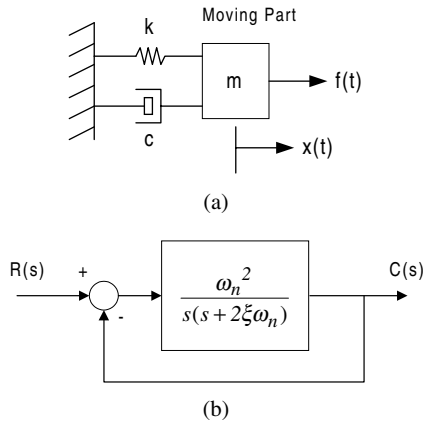 Moving Part
k
m
f(t)
c
x(t)
(a)
R(s)
+
-
ωn²
s(s + 2ξωn)
C(s)
(b)